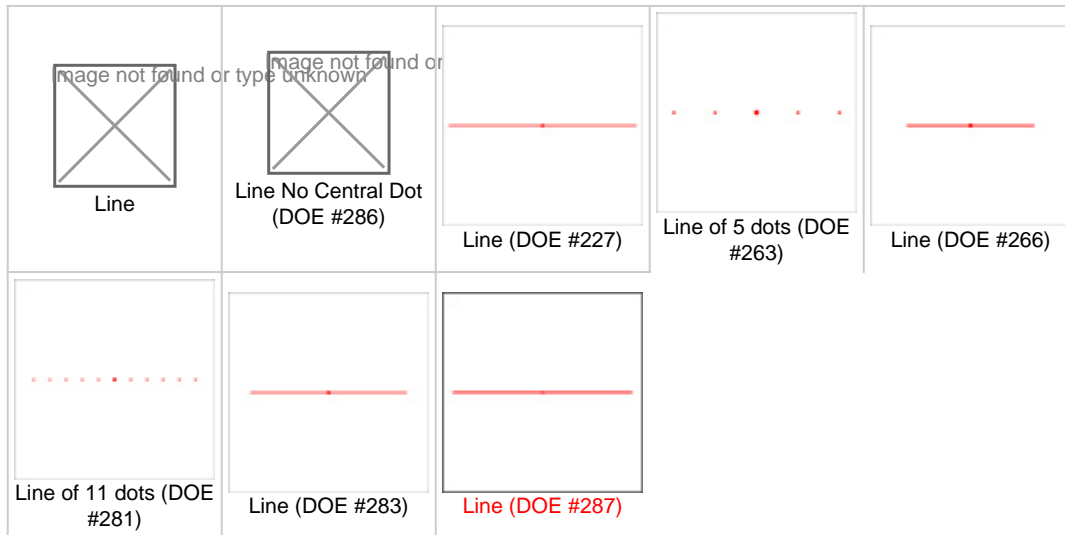 Image not found or type unknown
Line
Image not found or
Line No Central Dot
(DOE #286)
Line (DOE #227)
Line of 5 dots (DOE
#263)
Line (DOE #266)
Line of 11 dots (DOE
#281)
Line (DOE #283)
Line (DOE #287)